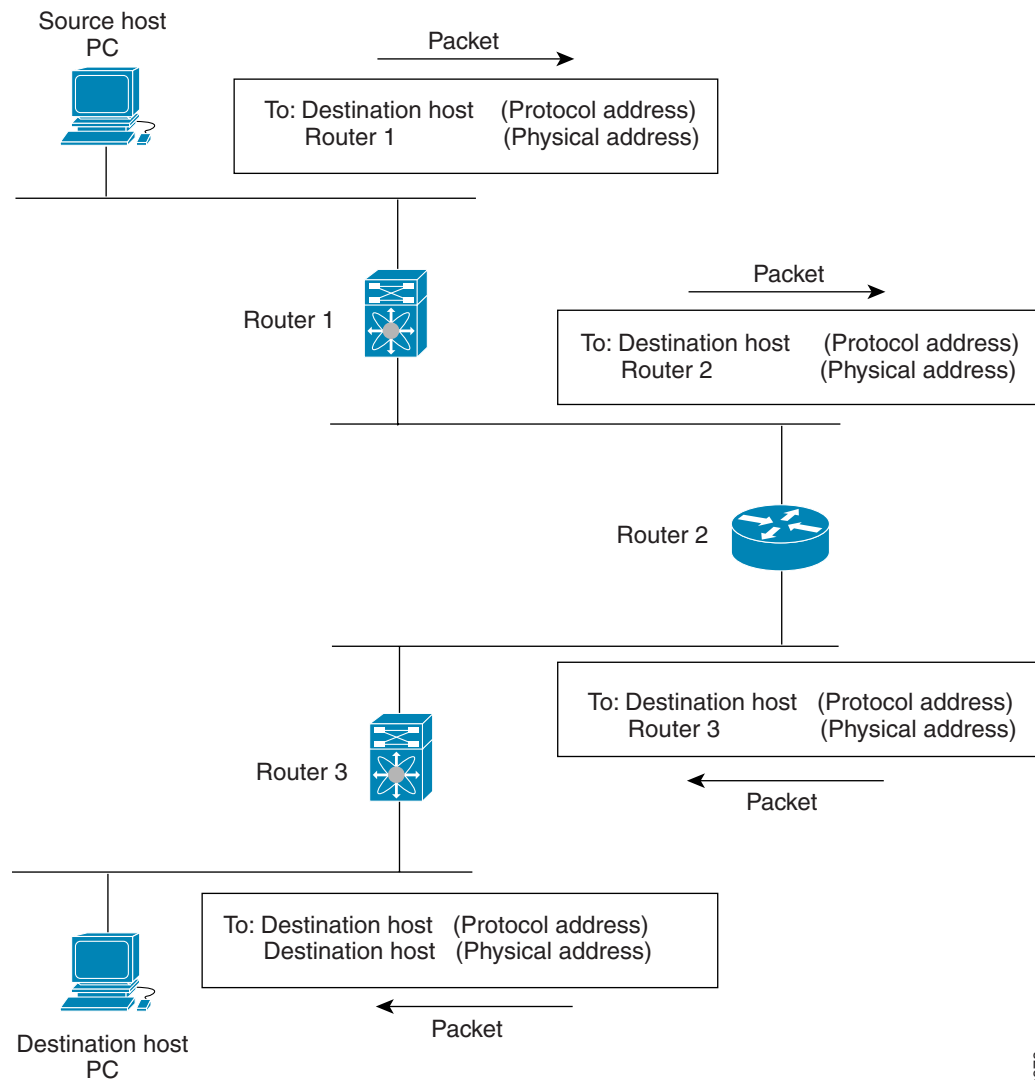 Source host
PC
Packet
To: Destination host (Protocol address)
Router 1 (Physical address)
Router 1
Packet
To: Destination host (Protocol address)
Router 2 (Physical address)
Router 2
To: Destination host (Protocol address)
Router 3 (Physical address)
Router 3
Packet
To: Destination host (Protocol address)
Destination host (Physical address)
Packet
Destination host
PC